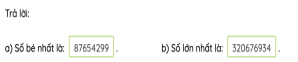 Trả lời:
a) Số bé nhất là: 87654299 . b) Số lớn nhất là: 320676934 .